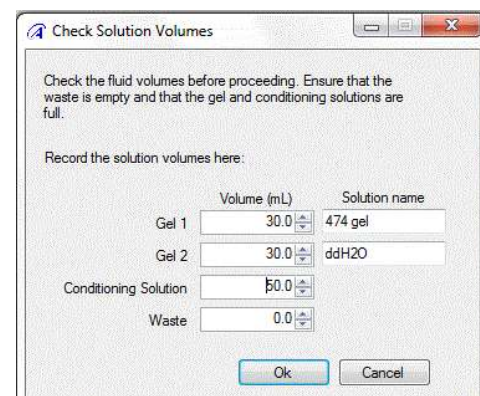 Check Solution Volumes
Check the fluid volumes before proceeding. Ensure that the
waste is empty and that the gel and conditioning solutions are
full.
Record the solution volumes here:
Volume (mL) Solution name
Gel 1 30.0 474 gel
Gel 2 30.0 ddH2O
Conditioning Solution 50.0
Waste 0.0
Ok Cancel